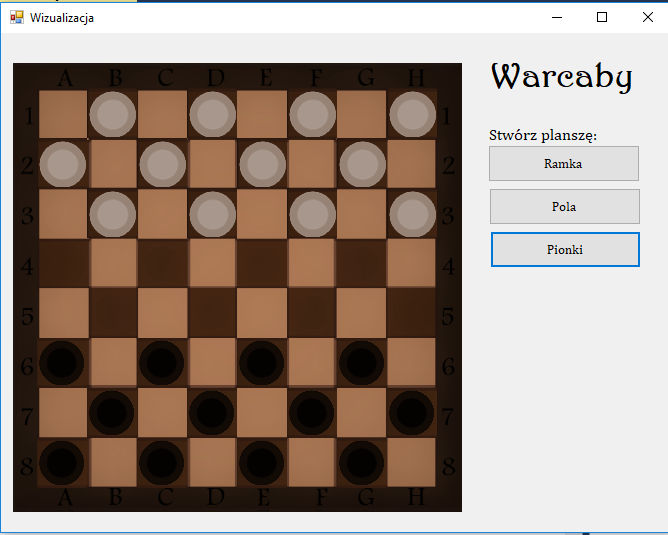 Wizualizacja
Warcaby
Stwórz planszę:
Ramka
Pola
Pionki
A B C D E F G H
1 1
2 2
3 3
4 4
5 5
6 6
7 7
8 8
A B C D E F G H